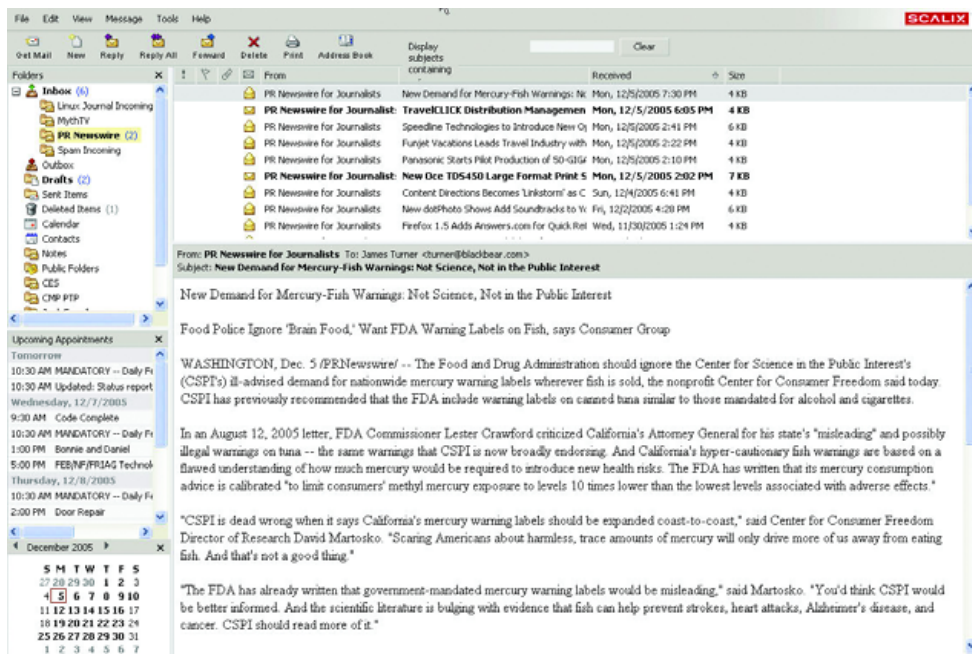 File Edit View Message Tools Help
SCALIX
Get Mail New Reply Reply All Forward Delete Print Address Book
Display subjects containing
Clear
Folders
Inbox (6)
Linux Journal Incoming
MythTV
PR Newswire (2)
Spam Incoming
Outbox
Drafts (2)
Sent Items
Deleted Items (1)
Calendar
Contacts
Notes
Public Folders
CES
CMP PTP
From Received Size
PR Newswire for Journalists New Demand for Mercury-Fish Warnings: Mon, 12/5/2005 7:30 PM 4 KB
PR Newswire for Journalist: TravelCLICK Distribution Managemen Mon, 12/5/2005 6:05 PM 4 KB
PR Newswire for Journalists Speedline Technologies to Introduce New Mon, 12/5/2005 2:41 PM 6 KB
PR Newswire for Journalists Funjet Vacations Leads Travel Industry with Mon, 12/5/2005 2:22 PM 4 KB
PR Newswire for Journalists Panasonic Starts Pilot Production of Mon, 12/5/2005 2:10 PM 4 KB
PR Newswire for Journalist: New Oce TDS450 Large Format Print S Mon, 12/5/2005 2:02 PM 7 KB
PR Newswire for Journalists Content Directions Becomes 'Linkstorm' as C Sun, 12/4/2005 6:41 PM 4 KB
PR Newswire for Journalists New dotPhoto Shows Add Soundtracks to Fri, 12/2/2005 4:28 PM 6 KB
PR Newswire for Journalists Firefox 1.5 Adds Answers.com for Quick Wed, 11/30/2005 1:24 PM 4 KB
Upcoming Appointments
Tomorrow
10:30 AM MANDATORY -- Daily
10:30 AM Updated: Status report
Wednesday, 12/7/2005
9:30 AM Code Complete
10:30 AM MANDATORY -- Daily
1:00 PM Bonnie and Daniel
5:00 PM FEB/NF/FRIAG Technol
Thursday, 12/8/2005
10:30 AM MANDATORY -- Daily
2:00 PM Door Repair
December 2005
S M T W T F S
27 28 29 30 1 2 3
4 5 6 7 8 9 10
11 12 13 14 15 16 17
18 19 20 21 22 23 24
25 26 27 28 29 30 31
1 2 3 4 5 6 7
From: PR Newswire for Journalists To: James Turner <turner@blackbear.com>
Subject: New Demand for Mercury-Fish Warnings: Not Science, Not in the Public Interest
New Demand for Mercury-Fish Warnings: Not Science, Not in the Public Interest
Food Police Ignore 'Brain Food,' Want FDA Warning Labels on Fish, says Consumer Group
WASHINGTON, Dec. 5 /PRNewswire/ -- The Food and Drug Administration should ignore the Center for Science in the Public Interest's
(CSPI's) ill-advised demand for nationwide mercury warning labels wherever fish is sold, the nonprofit Center for Consumer Freedom said today.
CSPI has previously recommended that the FDA include warning labels on canned tuna similar to those mandated for alcohol and cigarettes.
In an August 12, 2005 letter, FDA Commissioner Lester Crawford criticized California's Attorney General for his state's "misleading" and possibly
illegal warnings on tuna -- the same warnings that CSPI is now broadly endorsing. And California's hyper-cautionary fish warnings are based on a
flawed understanding of how much mercury would be required to introduce new health risks. The FDA has written that its mercury consumption
advice is calibrated "to limit consumers' methyl mercury exposure to levels 10 times lower than the lowest levels associated with adverse effects."
"CSPI is dead wrong when it says California's mercury warning labels should be expanded coast-to-coast," said Center for Consumer Freedom
Director of Research David Martosko. "Scaring Americans about harmless, trace amounts of mercury will only drive more of us away from eating
fish. And that's not a good thing."
"The FDA has already written that government-mandated mercury warning labels would be misleading," said Martosko. "You'd think CSPI would
be better informed. And the scientific literature is bulging with evidence that fish can help prevent strokes, heart attacks, Alzheimer's disease, and
cancer. CSPI should read more of it."